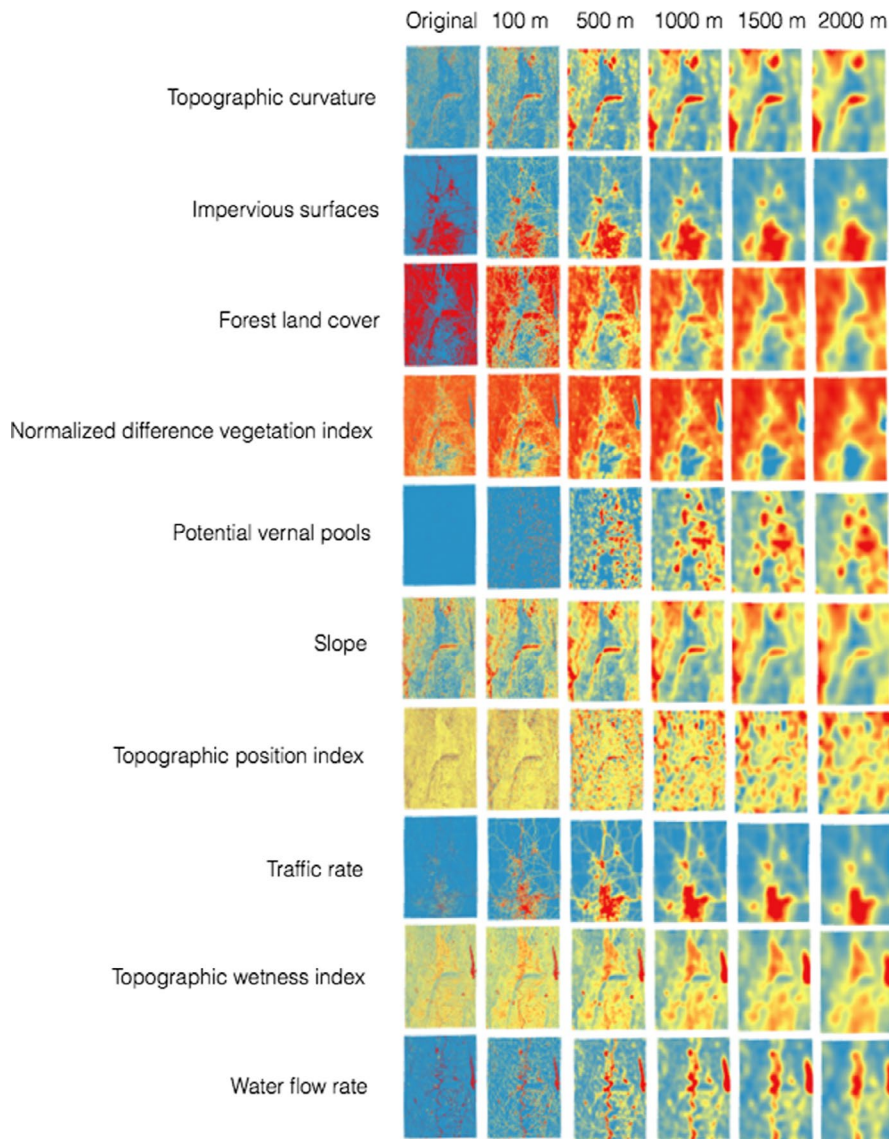 Original 100 m 500 m 1000 m 1500 m 2000 m
Topographic curvature
Impervious surfaces
Forest land cover
Normalized difference vegetation index
Potential vernal pools
Slope
Topographic position index
Traffic rate
Topographic wetness index
Water flow rate